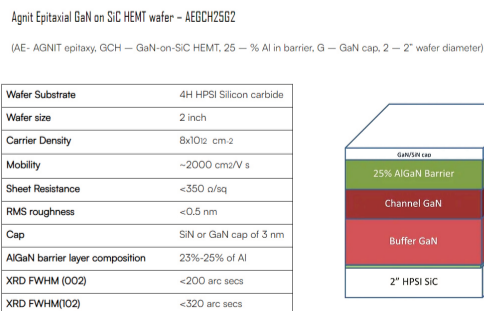 Agnit Epitaxial GaN on SiC HEMT wafer – AEGCH25G2
(AE- AGNIT epitaxy, GCH – GaN-on-SiC HEMT, 25 – % Al in barrier, G – GaN cap, 2 – 2" wafer diameter)
Wafer Substrate 4H HPSI Silicon carbide
Wafer size 2 inch
Carrier Density 8x1012 cm-2
Mobility ~2000 cm2/V s
Sheet Resistance <350 ο/sq
RMS roughness <0.5 nm
Cap SiN or GaN cap of 3 nm
AlGaN barrier layer composition 23%-25% of Al
XRD FWHM (002) <200 arc secs
XRD FWHM(102) <320 arc secs
GaN/SiN cap
25% AlGaN Barrier
Channel GaN
Buffer GaN
2" HPSI SiC